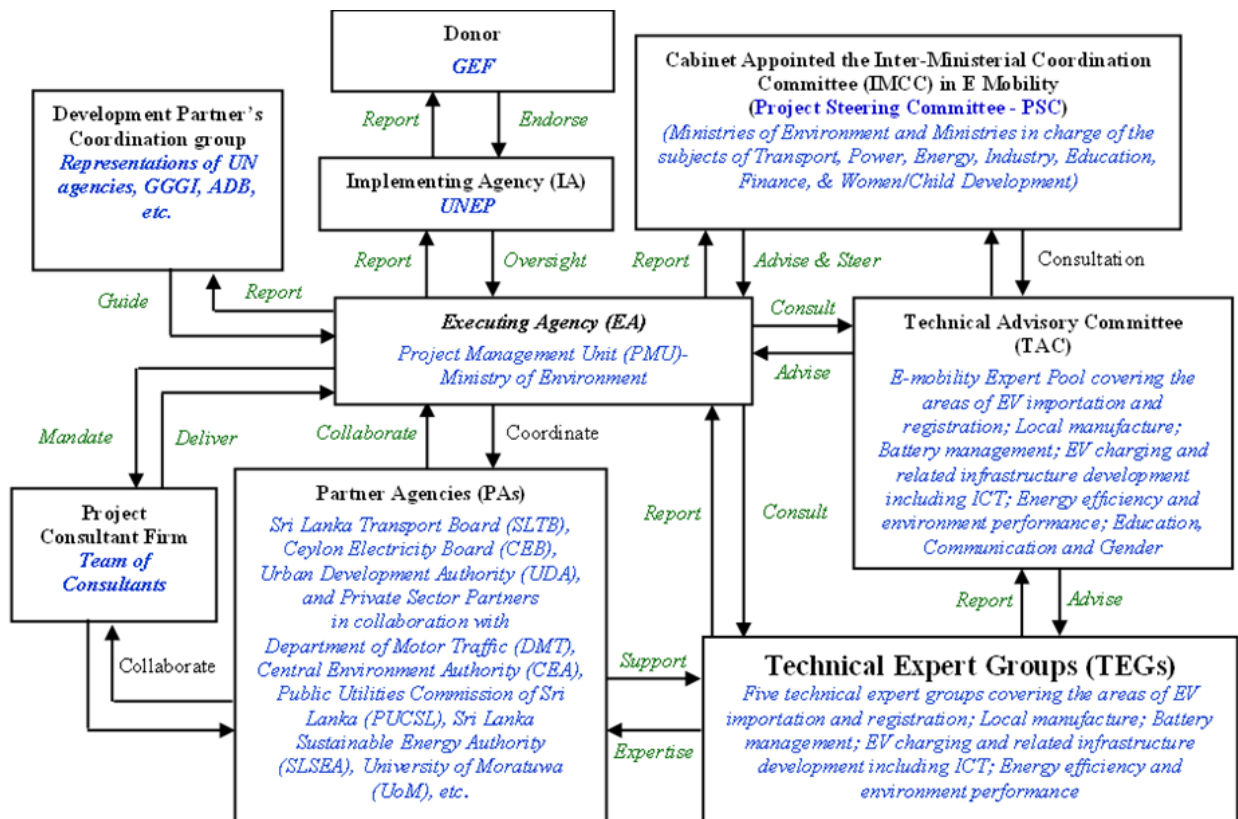 Donor
GEF
Report
Endorse
Implementing Agency (IA)
UNEP
Report
Oversight
Development Partner's
Coordination group
Representations of UN
agencies, GGGI, ADB,
etc.
Guide
Report
Cabinet Appointed the Inter-Ministerial Coordination
Committee (IMCC) in E Mobility
(Project Steering Committee - PSC)
(Ministries of Environment and Ministries in charge of the
subjects of Transport, Power, Energy, Industry, Education,
Finance, & Women/Child Development)
Report
Advise & Steer
Consultation
Executing Agency (EA)
Project Management Unit (PMU)-
Ministry of Environment
Consult
Advise
Technical Advisory Committee
(TAC)
E-mobility Expert Pool covering the
areas of EV importation and
registration; Local manufacture;
Battery management; EV charging and
related infrastructure development
including ICT; Energy efficiency and
environment performance; Education,
Communication and Gender
Mandate
Deliver
Collaborate
Coordinate
Report
Consult
Project
Consultant Firm
Team of
Consultants
Collaborate
Partner Agencies (PAs)
Sri Lanka Transport Board (SLTB),
Ceylon Electricity Board (CEB),
Urban Development Authority (UDA),
and Private Sector Partners
in collaboration with
Department of Motor Traffic (DMT),
Central Environment Authority (CEA),
Public Utilities Commission of Sri
Lanka (PUCSL), Sri Lanka
Sustainable Energy Authority
(SLSEA), University of Moratuwa
(UoM), etc.
Support
Expertise
Report
Advise
Technical Expert Groups (TEGs)
Five technical expert groups covering the areas of EV
importation and registration; Local manufacture; Battery
management; EV charging and related infrastructure
development including ICT; Energy efficiency and
environment performance